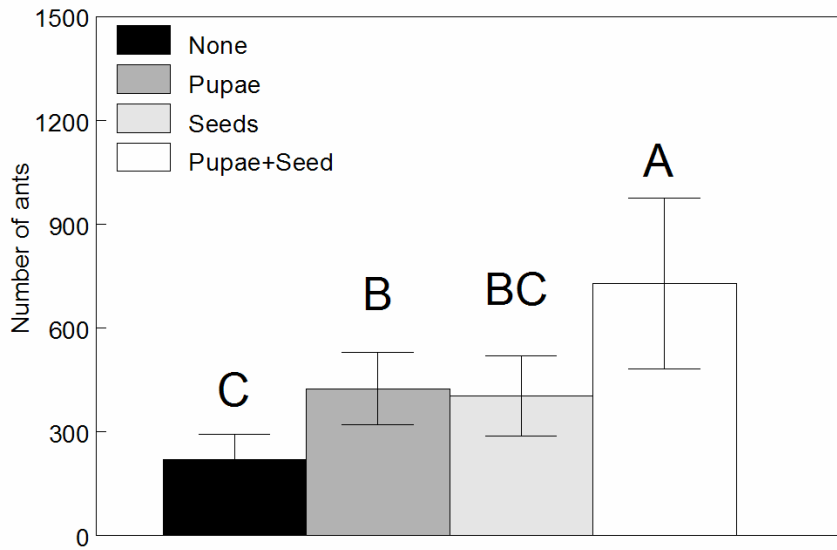 1500
1200
900
600
300
0
Number of ants
None
Pupae
Seeds
Pupae+Seed
C
B
BC
A